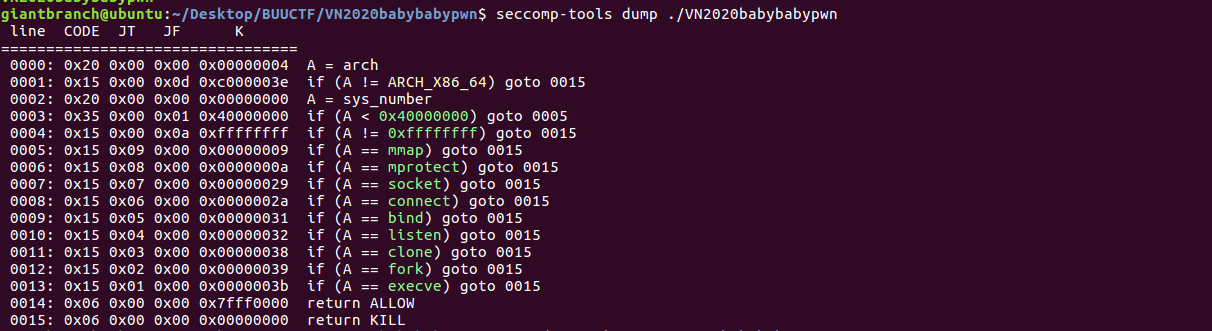 giantbranch@ubuntu:~/Desktop/BUUCTF/VN2020babybabypwn$ seccomp-tools dump ./VN2020babybabypwn
 line  CODE  JT   JF      K
=================================
 0000: 0x20 0x00 0x00 0x00000004  A = arch
 0001: 0x15 0x00 0x0d 0xc000003e  if (A != ARCH_X86_64) goto 0015
 0002: 0x20 0x00 0x00 0x00000000  A = sys_number
 0003: 0x35 0x00 0x01 0x40000000  if (A < 0x40000000) goto 0005
 0004: 0x15 0x00 0x0a 0xffffffff  if (A != 0xffffffff) goto 0015
 0005: 0x15 0x09 0x00 0x00000009  if (A == mmap) goto 0015
 0006: 0x15 0x08 0x00 0x0000000a  if (A == mprotect) goto 0015
 0007: 0x15 0x07 0x00 0x00000029  if (A == socket) goto 0015
 0008: 0x15 0x06 0x00 0x0000002a  if (A == connect) goto 0015
 0009: 0x15 0x05 0x00 0x00000031  if (A == bind) goto 0015
 0010: 0x15 0x04 0x00 0x00000032  if (A == listen) goto 0015
 0011: 0x15 0x03 0x00 0x00000038  if (A == clone) goto 0015
 0012: 0x15 0x02 0x00 0x00000039  if (A == fork) goto 0015
 0013: 0x15 0x01 0x00 0x0000003b  if (A == execve) goto 0015
 0014: 0x06 0x00 0x00 0x7fff0000  return ALLOW
 0015: 0x06 0x00 0x00 0x00000000  return KILL